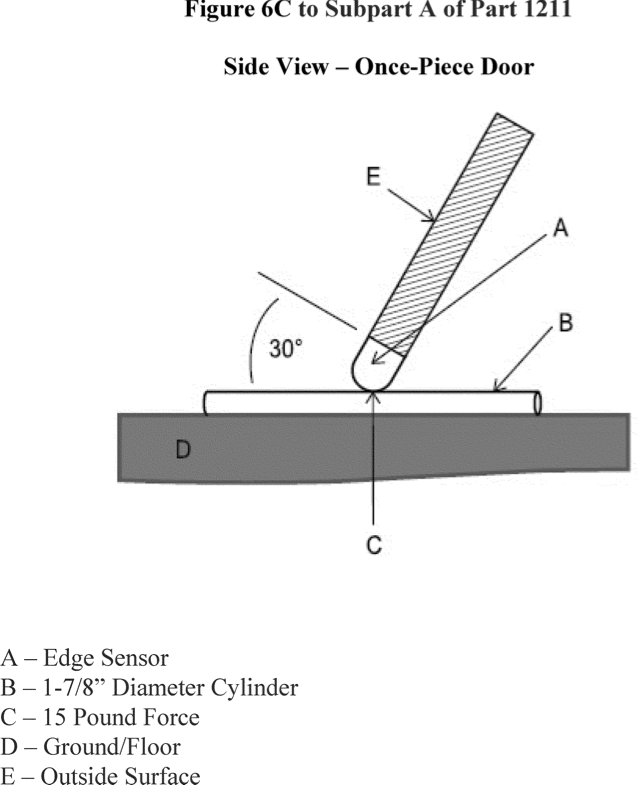 Figure 6C to Subpart A of Part 1211
Side View – Once-Piece Door
E
A
B
30°
D
C
A – Edge Sensor
B – 1-7/8” Diameter Cylinder
C – 15 Pound Force
D – Ground/Floor
E – Outside Surface